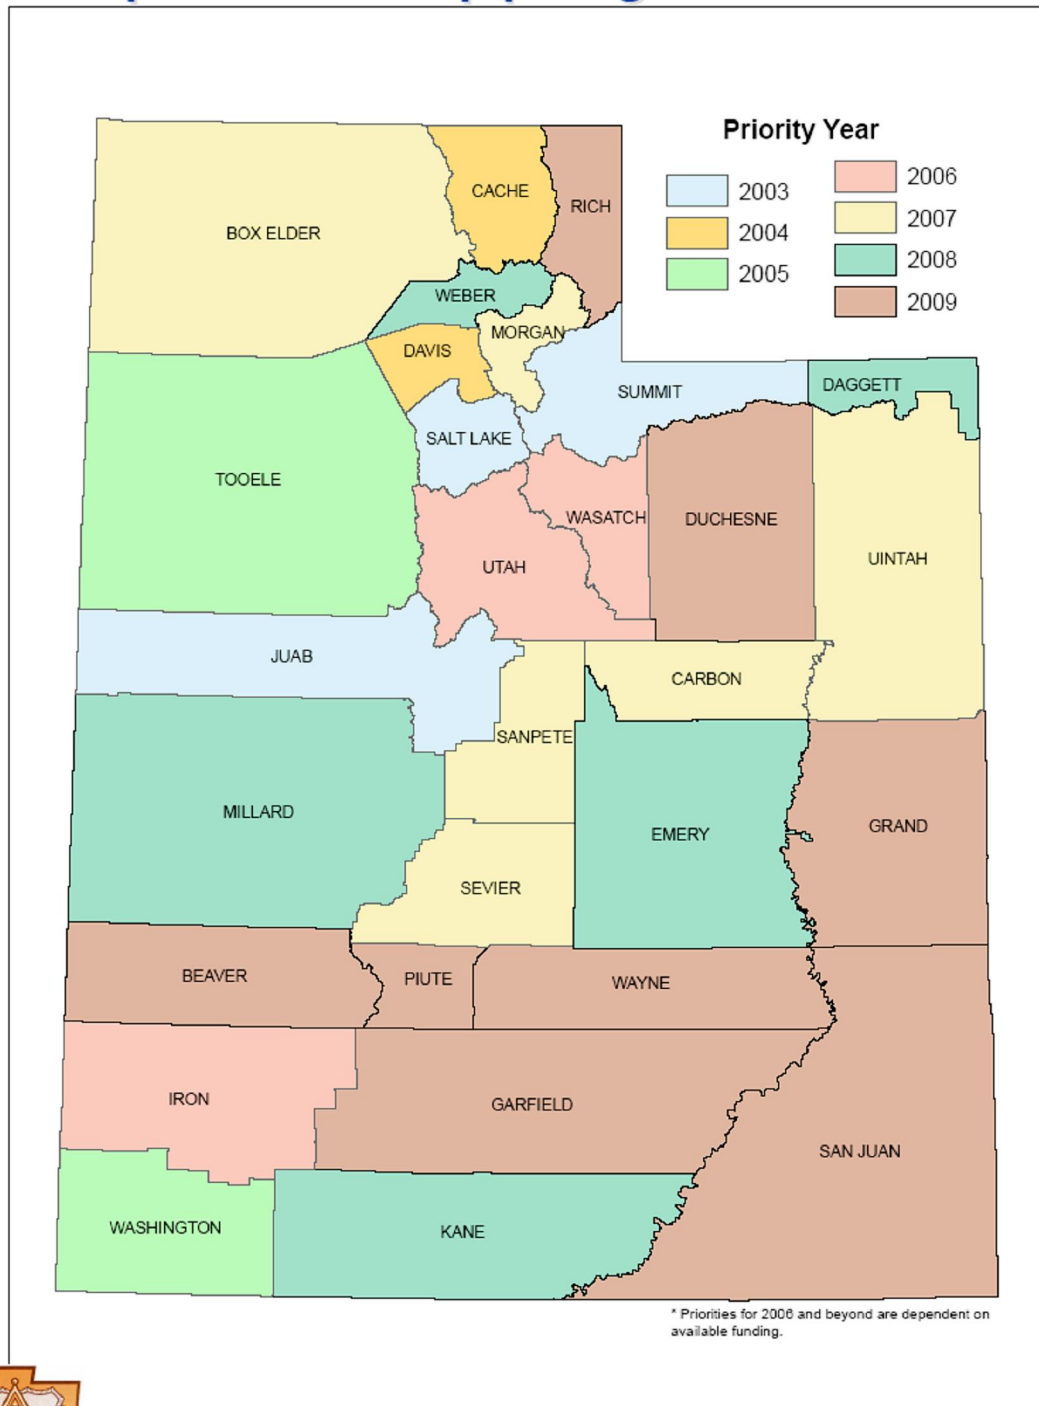 Priority Year
2003
2004
2005
2006
2007
2008
2009
BOX ELDER
CACHE
RICH
WEBER
MORGAN
DAVIS
SUMMIT
DAGGETT
SALT LAKE
TOOELE
WASATCH
DUCHESNE
UINTAH
UTAH
JUAB
CARBON
SANPETE
MILLARD
EMERY
GRAND
SEVIER
BEAVER
PIUTE
WAYNE
IRON
GARFIELD
SAN JUAN
WASHINGTON
KANE
* Priorities for 2006 and beyond are dependent on
available funding.